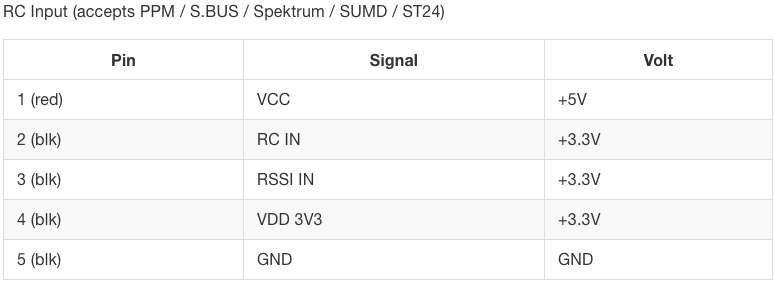 RC Input (accepts PPM / S.BUS / Spektrum / SUMD / ST24)
Pin Signal Volt
1 (red) VCC +5V
2 (blk) RC IN +3.3V
3 (blk) RSSI IN +3.3V
4 (blk) VDD 3V3 +3.3V
5 (blk) GND GND